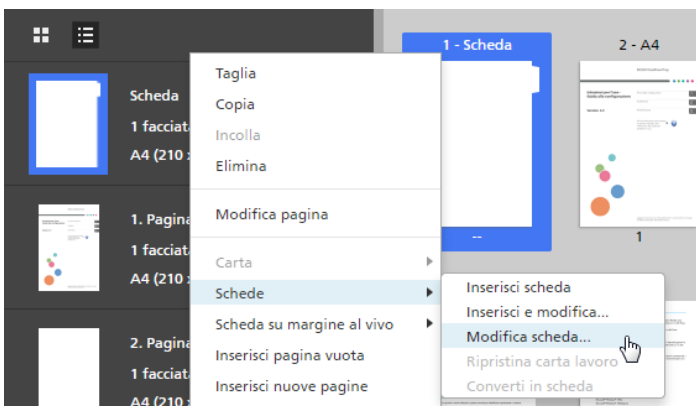 1 - Scheda
2 - A4
Scheda
1 facciat
A4 (210
1. Pagina
1 facciat
A4 (210
2. Pagina
1 facciat
A4 (210
Taglia
Copia
Incolla
Elimina
Modifica pagina
Carta
Schede
Scheda su margine al vivo
Inserisci pagina vuota
Inserisci nuove pagine
Inserisci scheda
Inserisci e modifica...
Modifica scheda...
Ripristina carta lavoro
Converti in scheda
--
1